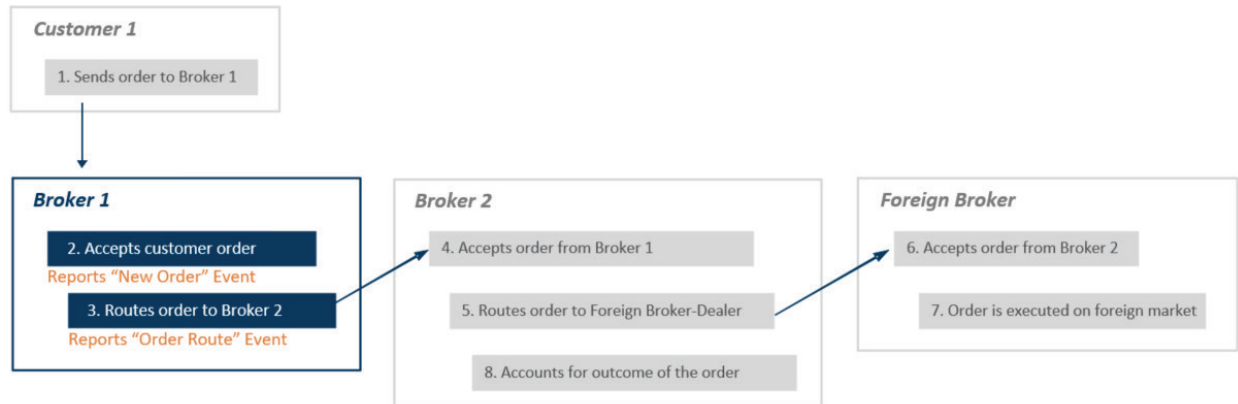 Customer 1
1. Sends order to Broker 1
Broker 1
2. Accepts customer order
Reports “New Order” Event
3. Routes order to Broker 2
Reports “Order Route” Event
Broker 2
4. Accepts order from Broker 1
5. Routes order to Foreign Broker-Dealer
8. Accounts for outcome of the order
Foreign Broker
6. Accepts order from Broker 2
7. Order is executed on foreign market